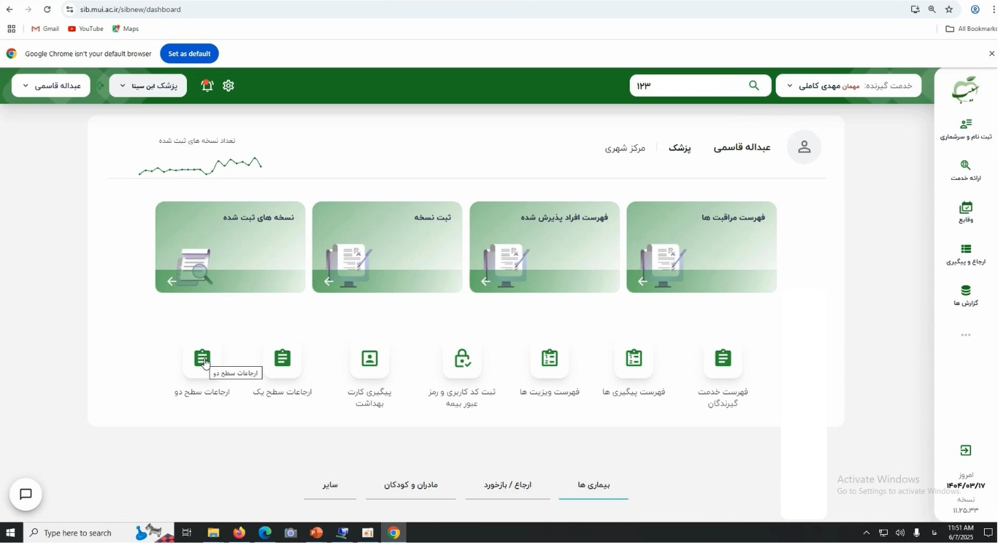 sib.mui.ac.ir/sibnew/dashboard
Gmail
YouTube
Maps
All Bookmarks
Google Chrome isn't your default browser
Set as default
خدمت گیرنده: مهمان مهدی کاملی
۱۲۳
پزشک ابن سینا
عبداله قاسمی
سیب
ثبت نام و سرشماری
ارائه خدمت
وقایع
ارجاع و پیگیری
گزارش ها
عبداله قاسمی
پزشک
مرکز شهری
تعداد نسخه های ثبت شده
فهرست مراقبت ها
فهرست افراد پذیرش شده
ثبت نسخه
نسخه های ثبت شده
فهرست خدمت گیرندگان
فهرست پیگیری ها
فهرست ویزیت ها
ثبت کد کاربری و رمز عبور بیمه
پیگیری کارت بهداشت
ارجاعات سطح یک
ارجاعات سطح دو
ارجاعات سطح دو
بیماری ها
ارجاع / بازخورد
مادران و کودکان
سایر
امروز
۱۴۰۴/۰۳/۱۷
نسخه
۱۱.۲۵.۳۳
Activate Windows
Go to Settings to activate Windows.
Type here to search
فا
11:51 AM
6/7/2025